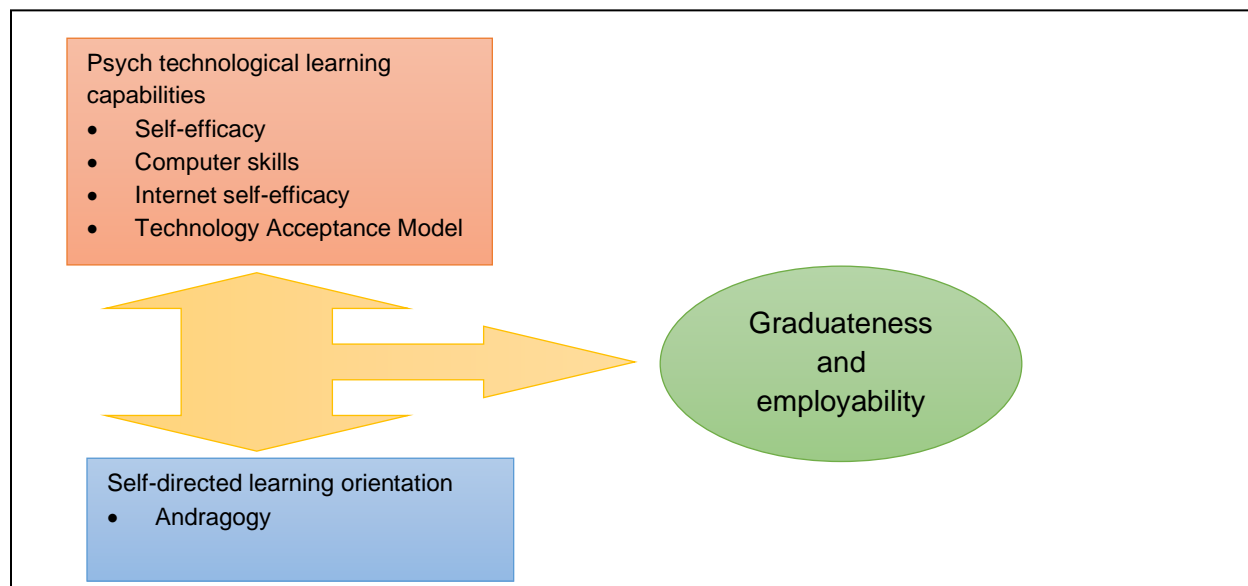 Psych technological learning
capabilities
• Self-efficacy
• Computer skills
• Internet self-efficacy
• Technology Acceptance Model
Graduateness
and
employability
Self-directed learning orientation
• Andragogy